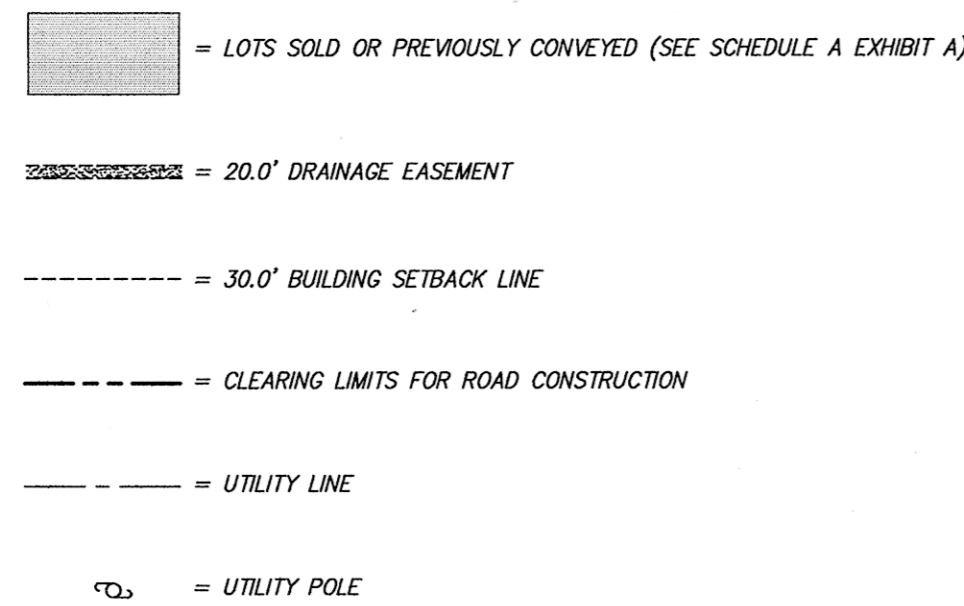 = LOTS SOLD OR PREVIOUSLY CONVEYED (SEE SCHEDULE A EXHIBIT A)
= 20.0' DRAINAGE EASEMENT
= 30.0' BUILDING SETBACK LINE
= CLEARING LIMITS FOR ROAD CONSTRUCTION
= UTILITY LINE
= UTILITY POLE